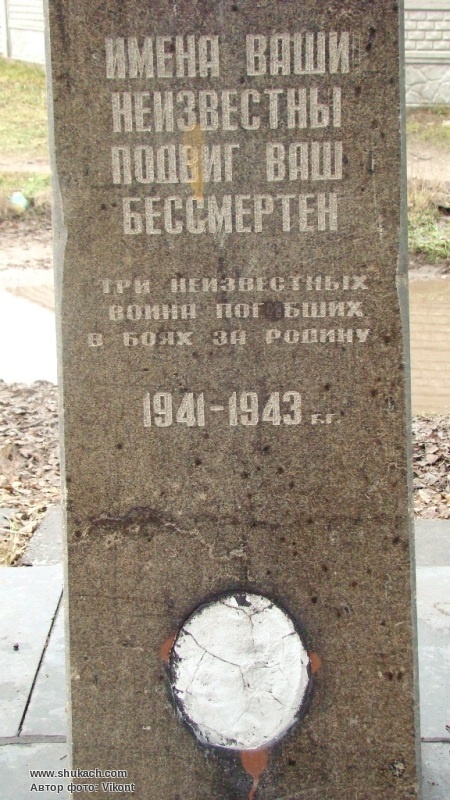 ИМЕНА ВАШИ
НЕИЗВЕСТНЫ
ПОДВИГ ВАШ
БЕССМЕРТЕН
ТРИ НЕИЗВЕСТНЫХ
ВОИНА ПОГИБШИХ
В БОЯХ ЗА РОДИНУ
1941-1943 г.г.
www.shukach.com
Автор фото: Vikont